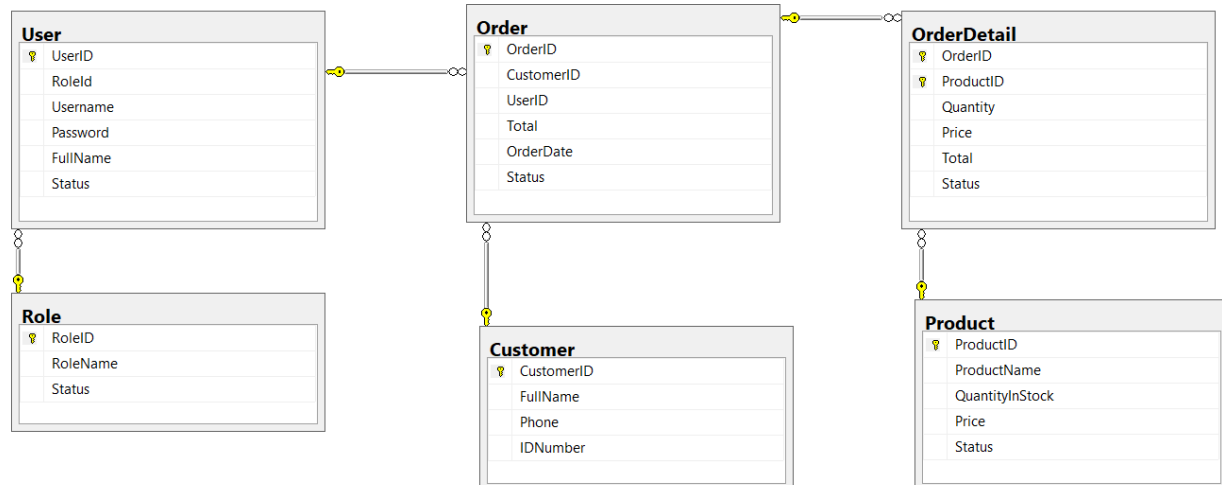 User
UserID
RoleId
Username
Password
FullName
Status
Order
OrderID
CustomerID
UserID
Total
OrderDate
Status
OrderDetail
OrderID
ProductID
Quantity
Price
Total
Status
Role
RoleID
RoleName
Status
Customer
CustomerID
FullName
Phone
IDNumber
Product
ProductID
ProductName
QuantityInStock
Price
Status